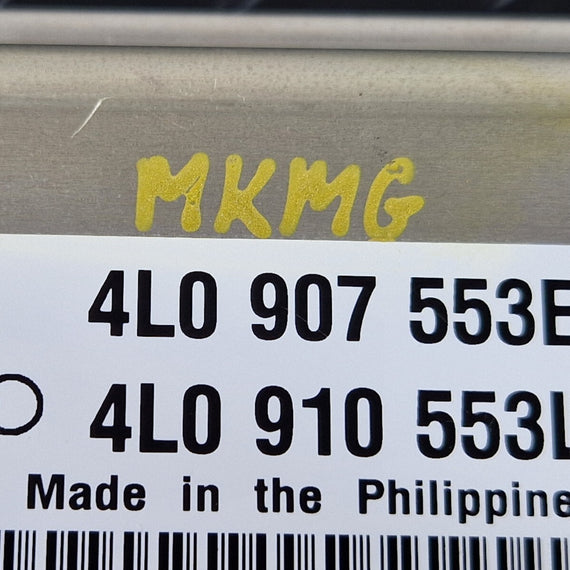 MKMG
4L0 907 553E
4L0 910 553L
Made in the Philippine